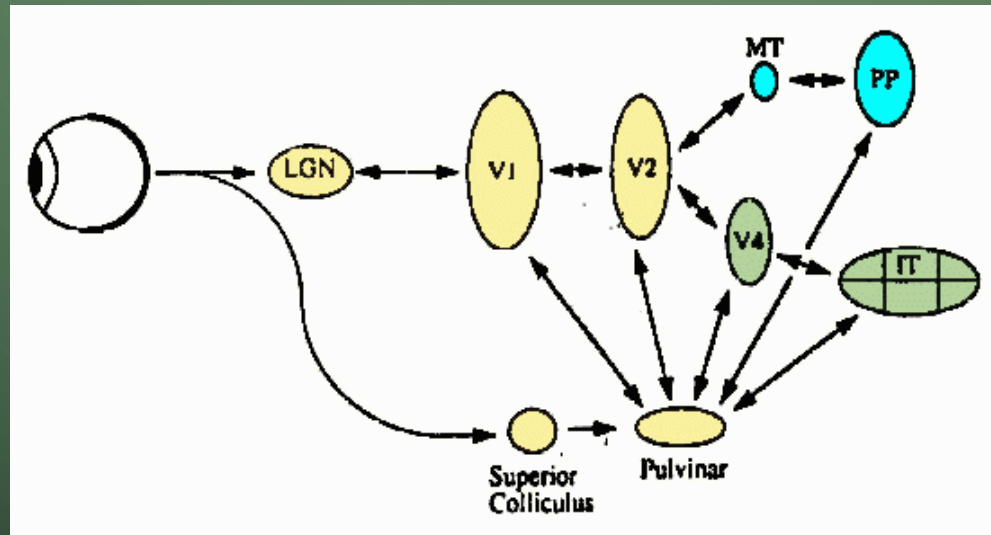 MT
PP
LGN
V1
V2
V4
IT
Superior
Colliculus
Pulvinar